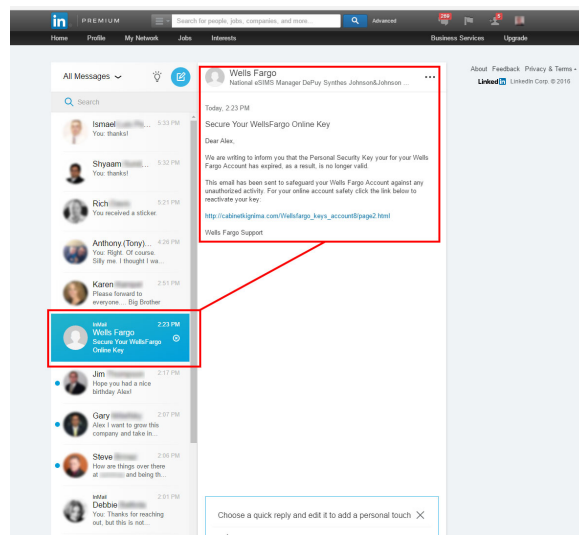 in PREMIUM Search for people, jobs, companies, and more... Advanced 259 5
Home Profile My Network Jobs Interests Business Services Upgrade
About Feedback Privacy & Terms
LinkedIn LinkedIn Corp. © 2016
All Messages
Search
Ismael 5:33 PM
You: thanks!
Shyaam 5:32 PM
You: thanks!
Rich 5:21 PM
You received a sticker.
Anthony (Tony)... 4:26 PM
You: Right. Of course.
Silly me. I thought I wa...
Karen 2:51 PM
Please forward to
everyone.... Big Brother
InMail 2:23 PM
Wells Fargo
Secure Your WellsFargo
Online Key
Jim 2:17 PM
Hope you had a nice
birthday Alex!
Gary 2:07 PM
Alex I want to grow this
company and take in...
Steve 2:06 PM
How are things over there
at and being th...
InMail 2:01 PM
Debbie
You: Thanks for reaching
out, but this is not...
Wells Fargo
National eSIMS Manager DePuy Synthes Johnson&Johnson ...
Today, 2:23 PM
Secure Your WellsFargo Online Key
Dear Alex,
We are writing to inform you that the Personal Security Key your for your Wells
Fargo Account has expired, as a result, is no longer valid.
This email has been sent to safeguard your Wells Fargo Account against any
unauthorized activity. For your online account safety click the link below to
reactivate your key:
http://cabinetkignima.com/Wells/largo_keys_account8/page2.html
Wells Fargo Support
Choose a quick reply and edit it to add a personal touch